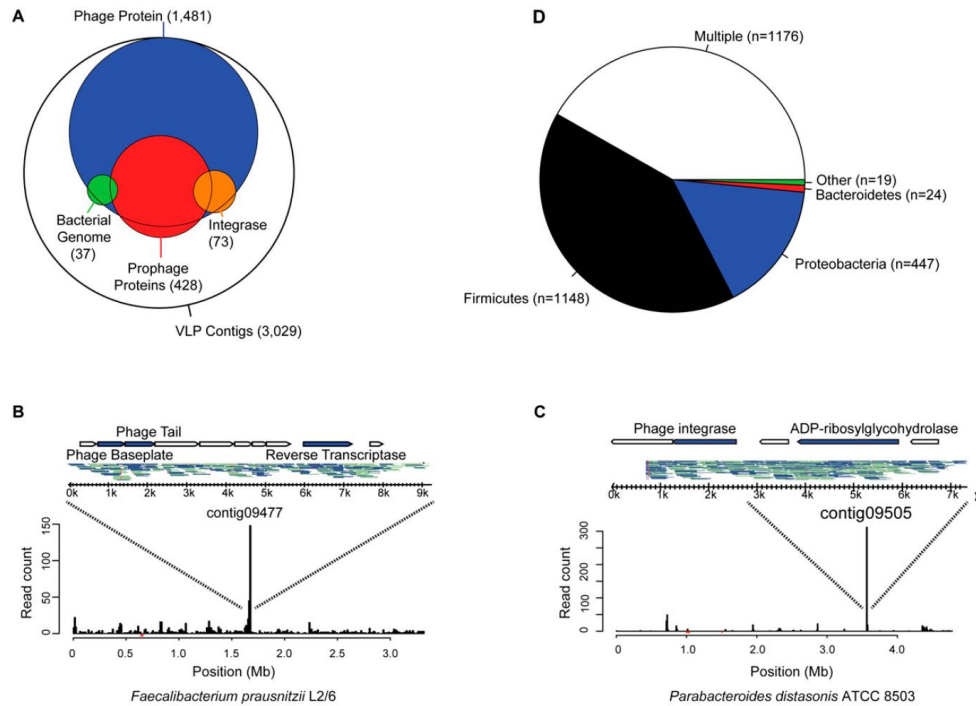 A
Phage Protein (1,481)
Bacterial
Genome
(37)
Integrase
(73)
Prophage
Proteins (428)
VLP Contigs (3,029)
D
Multiple (n=1176)
Other (n=19)
Bacteroidetes (n=24)
Proteobacteria (n=447)
Firmicutes (n=1148)
B
Phage Tail
Phage Baseplate
Reverse Transcriptase
0k 1k 2k 3k 4k 5k 6k 7k 8k 9k
contig09477
Read count
150
100
50
0
0 0.5 1.0 1.5 2.0 2.5 3.0
Position (Mb)
Faecalibacterium prausnitzii L2/6
C
Phage integrase
ADP-ribosylglycohydrolase
0k 1k 2k 3k 4k 5k 6k 7k
contig09505
Read count
300
200
100
0
0 1.0 2.0 3.0 4.0
Position (Mb)
Parabacteroides distasonis ATCC 8503